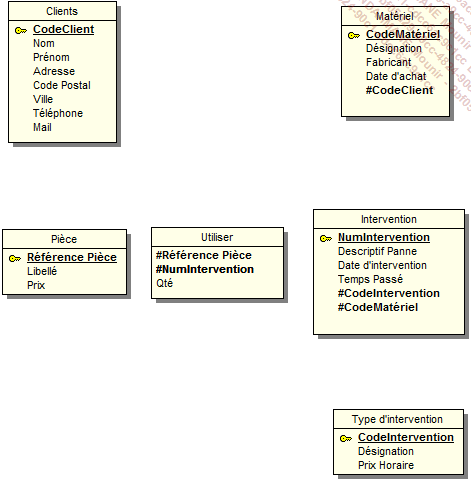 Clients
CodeClient
Nom
Prénom
Adresse
Code Postal
Ville
Téléphone
Mail
Matériel
CodeMatériel
Désignation
Fabricant
Date d'achat
#CodeClient
Pièce
Référence Pièce
Libellé
Prix
Utiliser
#Référence Pièce
#NumIntervention
Qté
Intervention
NumIntervention
Descriptif Panne
Date d'intervention
Temps Passé
#CodeIntervention
#CodeMatériel
Type d'intervention
CodeIntervention
Désignation
Prix Horaire